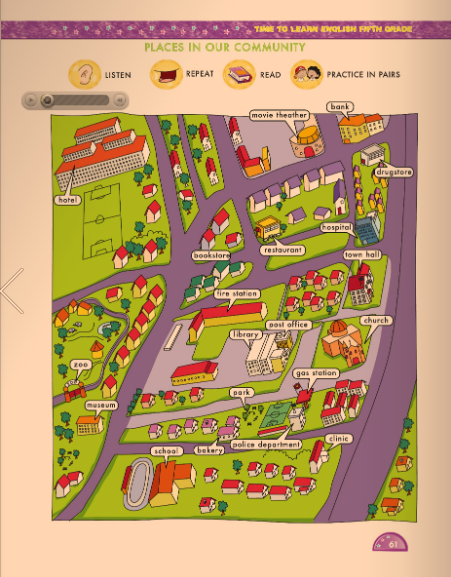 TIME TO LEARN ENGLISH FIFTH GRADE
PLACES IN OUR COMMUNITY
LISTEN
REPEAT
READ
PRACTICE IN PAIRS
bank
movie theather
drugstore
hotel
hospital
restaurant
bookstore
town hall
fire station
post office
church
library
zoo
gas station
park
museum
police department
clinic
school
bakery
61